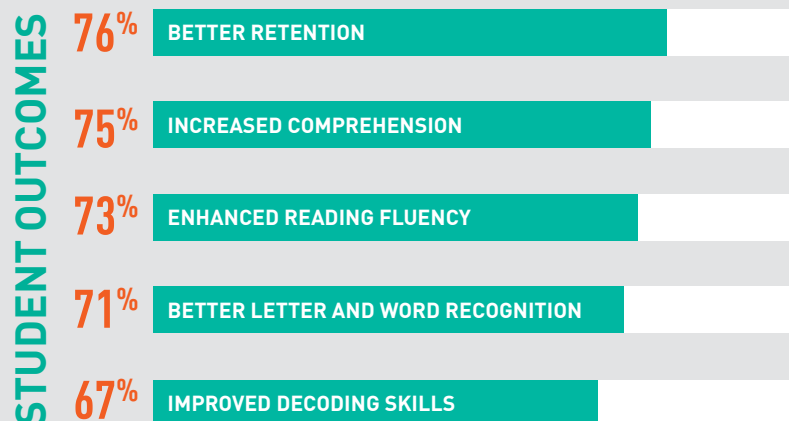 STUDENT OUTCOMES
76% BETTER RETENTION
75% INCREASED COMPREHENSION
73% ENHANCED READING FLUENCY
71% BETTER LETTER AND WORD RECOGNITION
67% IMPROVED DECODING SKILLS